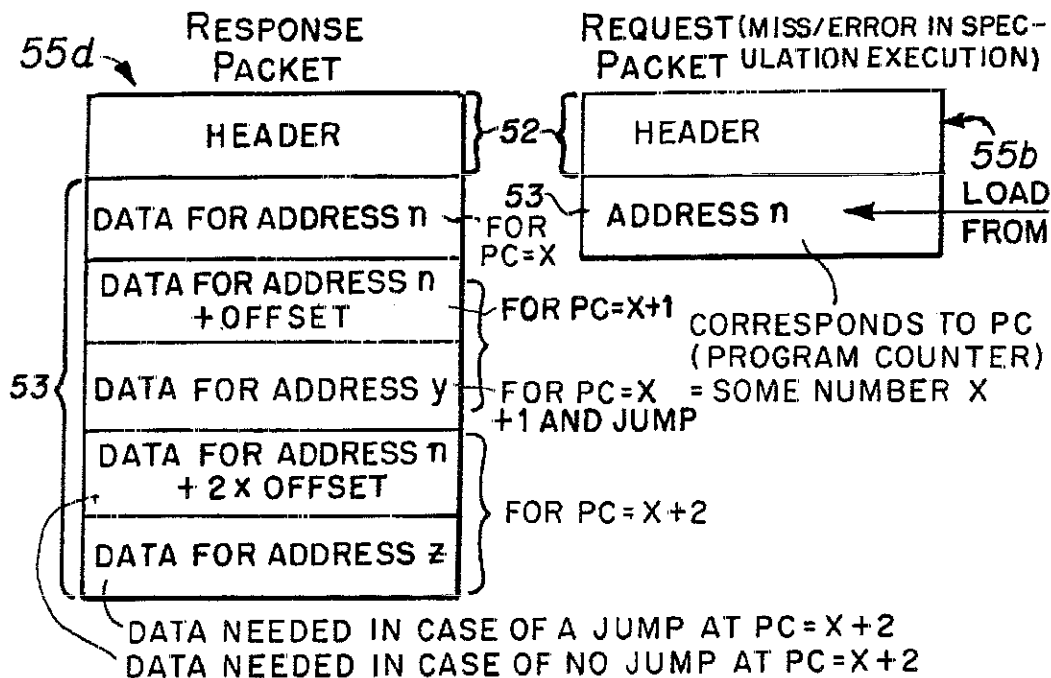 55d
RESPONSE
PACKET
HEADER
52
53
DATA FOR ADDRESS n
FOR
PC=X
DATA FOR ADDRESS n
+OFFSET
FOR PC=X+1
DATA FOR ADDRESS y
FOR PC=X
+1 AND JUMP
DATA FOR ADDRESS n
+ 2X OFFSET
FOR PC=X+2
DATA FOR ADDRESS z
DATA NEEDED IN CASE OF A JUMP AT PC=X+2
DATA NEEDED IN CASE OF NO JUMP AT PC=X+2
REQUEST (MISS/ERROR IN SPEC-
PACKET ULATION EXECUTION)
HEADER
55b
53
ADDRESS n
LOAD
FROM
CORRESPONDS TO PC
(PROGRAM COUNTER)
= SOME NUMBER X